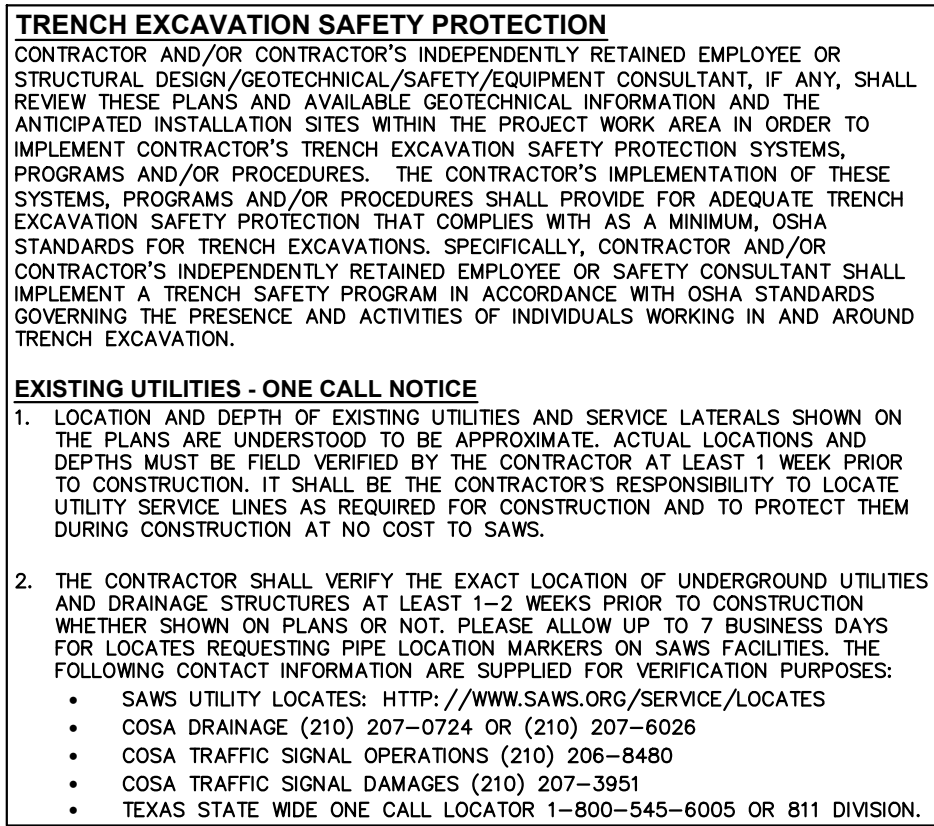 TRENCH EXCAVATION SAFETY PROTECTION
CONTRACTOR AND/OR CONTRACTOR'S INDEPENDENTLY RETAINED EMPLOYEE OR
STRUCTURAL DESIGN/GEOTECHNICAL/SAFETY/EQUIPMENT CONSULTANT, IF ANY, SHALL
REVIEW THESE PLANS AND AVAILABLE GEOTECHNICAL INFORMATION AND THE
ANTICIPATED INSTALLATION SITES WITHIN THE PROJECT WORK AREA IN ORDER TO
IMPLEMENT CONTRACTOR'S TRENCH EXCAVATION SAFETY PROTECTION SYSTEMS,
PROGRAMS AND/OR PROCEDURES. THE CONTRACTOR'S IMPLEMENTATION OF THESE
SYSTEMS, PROGRAMS AND/OR PROCEDURES SHALL PROVIDE FOR ADEQUATE TRENCH
EXCAVATION SAFETY PROTECTION THAT COMPLIES WITH AS A MINIMUM, OSHA
STANDARDS FOR TRENCH EXCAVATIONS. SPECIFICALLY, CONTRACTOR AND/OR
CONTRACTOR'S INDEPENDENTLY RETAINED EMPLOYEE OR SAFETY CONSULTANT SHALL
IMPLEMENT A TRENCH SAFETY PROGRAM IN ACCORDANCE WITH OSHA STANDARDS
GOVERNING THE PRESENCE AND ACTIVITIES OF INDIVIDUALS WORKING IN AND AROUND
TRENCH EXCAVATION.
EXISTING UTILITIES - ONE CALL NOTICE
1. LOCATION AND DEPTH OF EXISTING UTILITIES AND SERVICE LATERALS SHOWN ON
THE PLANS ARE UNDERSTOOD TO BE APPROXIMATE. ACTUAL LOCATIONS AND
DEPTHS MUST BE FIELD VERIFIED BY THE CONTRACTOR AT LEAST 1 WEEK PRIOR
TO CONSTRUCTION. IT SHALL BE THE CONTRACTOR'S RESPONSIBILITY TO LOCATE
UTILITY SERVICE LINES AS REQUIRED FOR CONSTRUCTION AND TO PROTECT THEM
DURING CONSTRUCTION AT NO COST TO SAWS.
2. THE CONTRACTOR SHALL VERIFY THE EXACT LOCATION OF UNDERGROUND UTILITIES
AND DRAINAGE STRUCTURES AT LEAST 1-2 WEEKS PRIOR TO CONSTRUCTION
WHETHER SHOWN ON PLANS OR NOT. PLEASE ALLOW UP TO 7 BUSINESS DAYS
FOR LOCATES REQUESTING PIPE LOCATION MARKERS ON SAWS FACILITIES. THE
FOLLOWING CONTACT INFORMATION ARE SUPPLIED FOR VERIFICATION PURPOSES:
• SAWS UTILITY LOCATES: HTTP://WWW.SAWS.ORG/SERVICE/LOCATES
• COSA DRAINAGE (210) 207-0724 OR (210) 207-6026
• COSA TRAFFIC SIGNAL OPERATIONS (210) 206-8480
• COSA TRAFFIC SIGNAL DAMAGES (210) 207-3951
• TEXAS STATE WIDE ONE CALL LOCATOR 1-800-545-6005 OR 811 DIVISION.